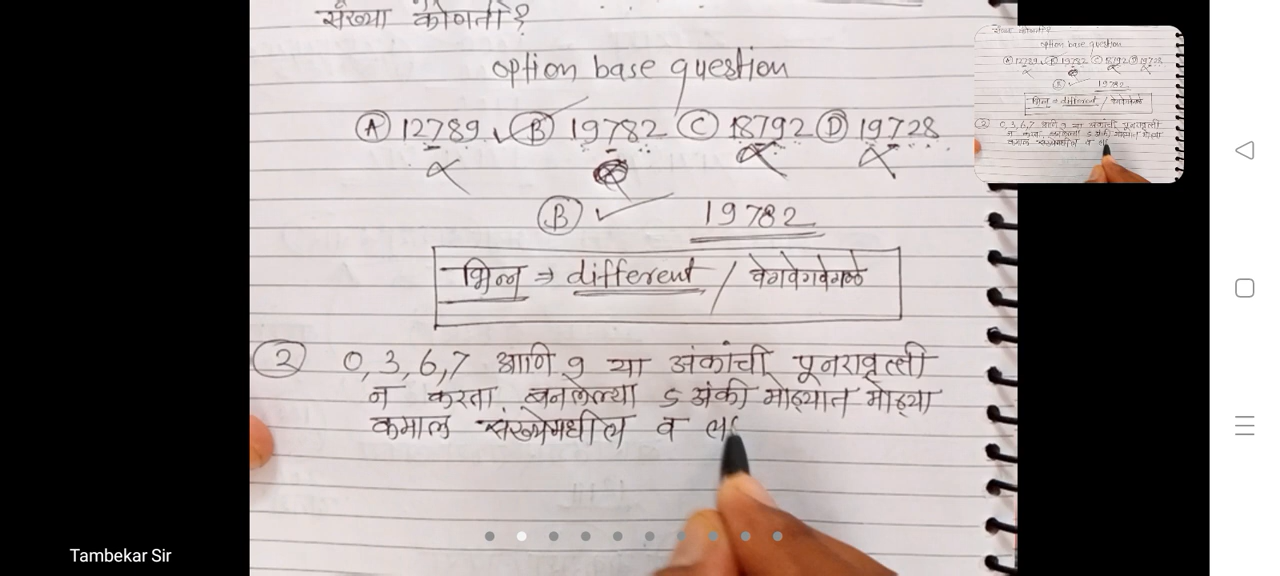 संख्या कोणती?
option base question
Ⓐ 12789 Ⓑ 19782 Ⓒ 18792 Ⓓ 19728
Ⓑ ✓ 19782
भिन्न ⇒ different / वेगवेगवेगळे
② 0, 3, 6, 7 आणि 9 या अंकांची पूनरावृत्ती
न करता बनलेल्या 5 अंकी मोठ्यात मोठ्या
कमाल संख्येमधील व
Tambekar Sir